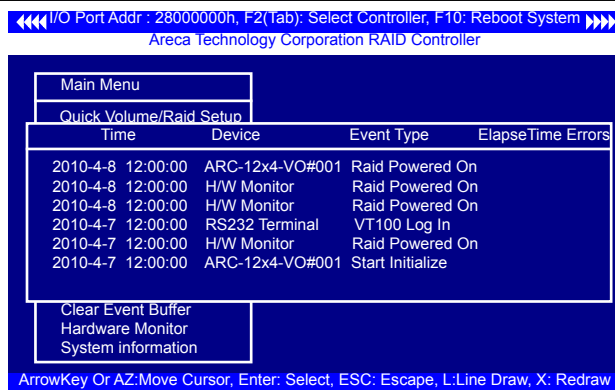 I/O Port Addr : 28000000h, F2(Tab): Select Controller, F10: Reboot System
Areca Technology Corporation RAID Controller
Main Menu
Quick Volume/Raid Setup
Time Device Event Type ElapseTime Errors
2010-4-8 12:00:00 ARC-12x4-VO#001 Raid Powered On
2010-4-8 12:00:00 H/W Monitor Raid Powered On
2010-4-8 12:00:00 H/W Monitor Raid Powered On
2010-4-7 12:00:00 RS232 Terminal VT100 Log In
2010-4-7 12:00:00 H/W Monitor Raid Powered On
2010-4-7 12:00:00 ARC-12x4-VO#001 Start Initialize
Clear Event Buffer
Hardware Monitor
System information
ArrowKey Or AZ:Move Cursor, Enter: Select, ESC: Escape, L:Line Draw, X: Redraw